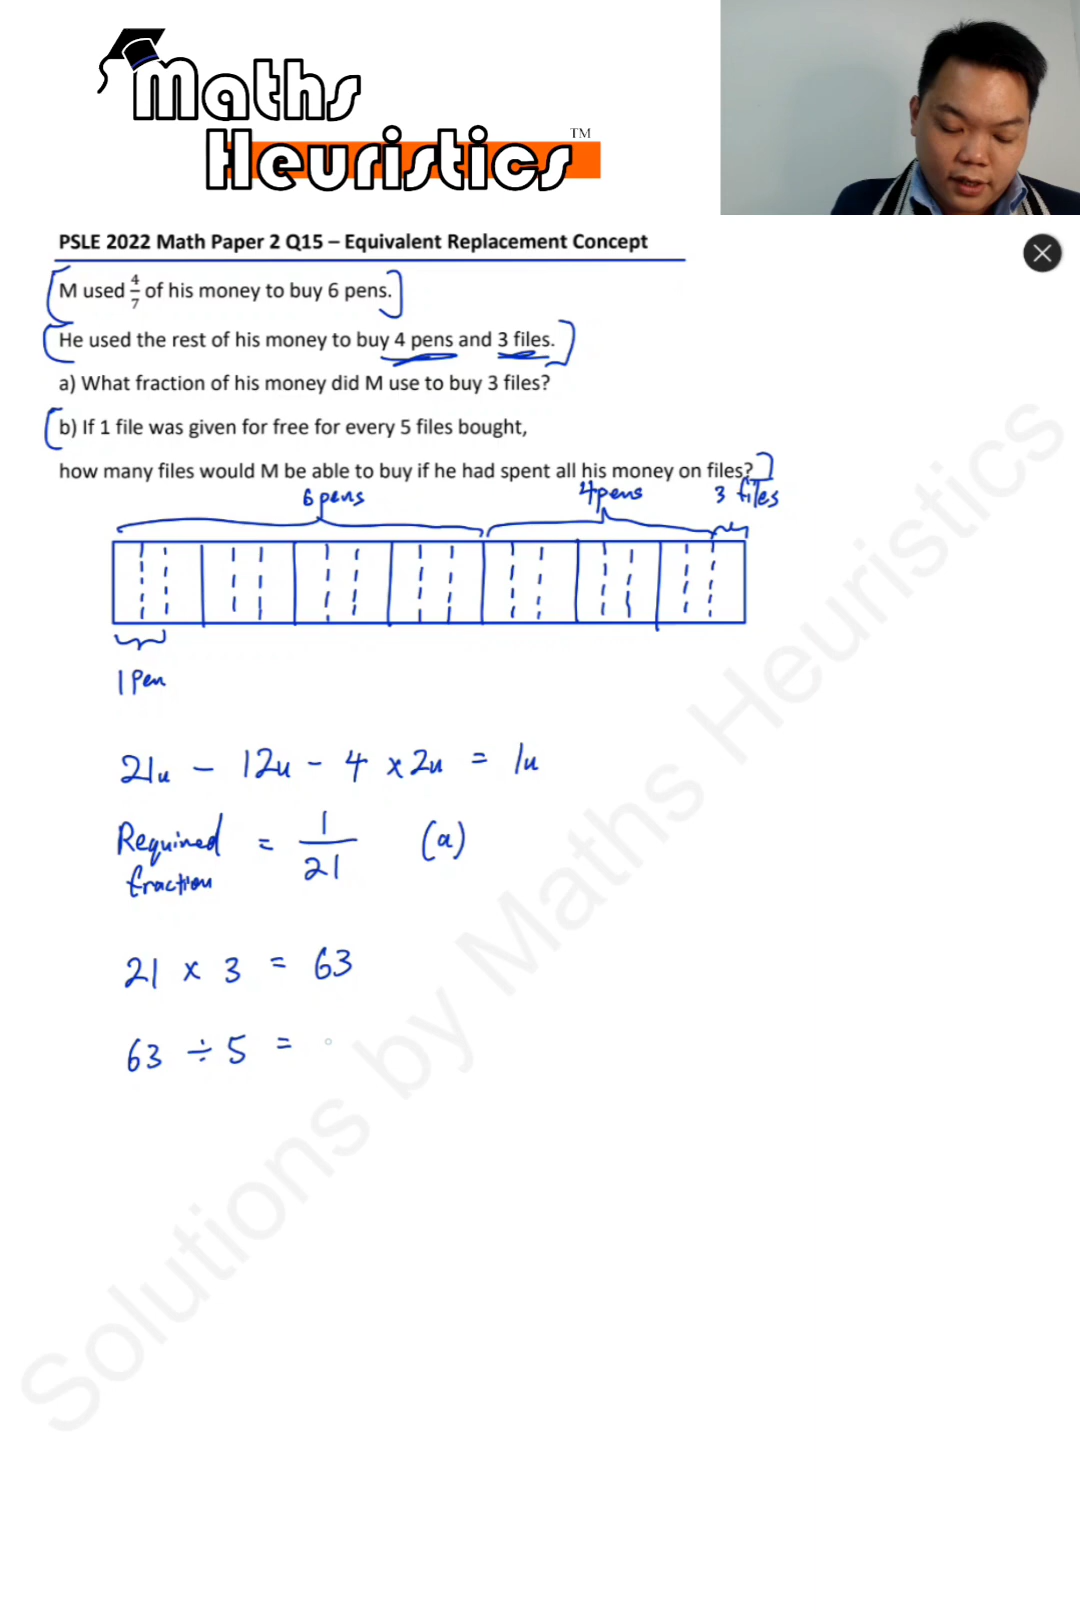 Maths
Heuristics TM
PSLE 2022 Math Paper 2 Q15 – Equivalent Replacement Concept
M used 4/7 of his money to buy 6 pens.
He used the rest of his money to buy 4 pens and 3 files.
a) What fraction of his money did M use to buy 3 files?
b) If 1 file was given for free for every 5 files bought,
how many files would M be able to buy if he had spent all his money on files?
6 pens 4 pens 3 files
1 Pen
21u - 12u - 4 × 2u = 1u
Required fraction = 1/21 (a)
21 × 3 = 63
63 ÷ 5 =
Solutions by Maths Heuristics